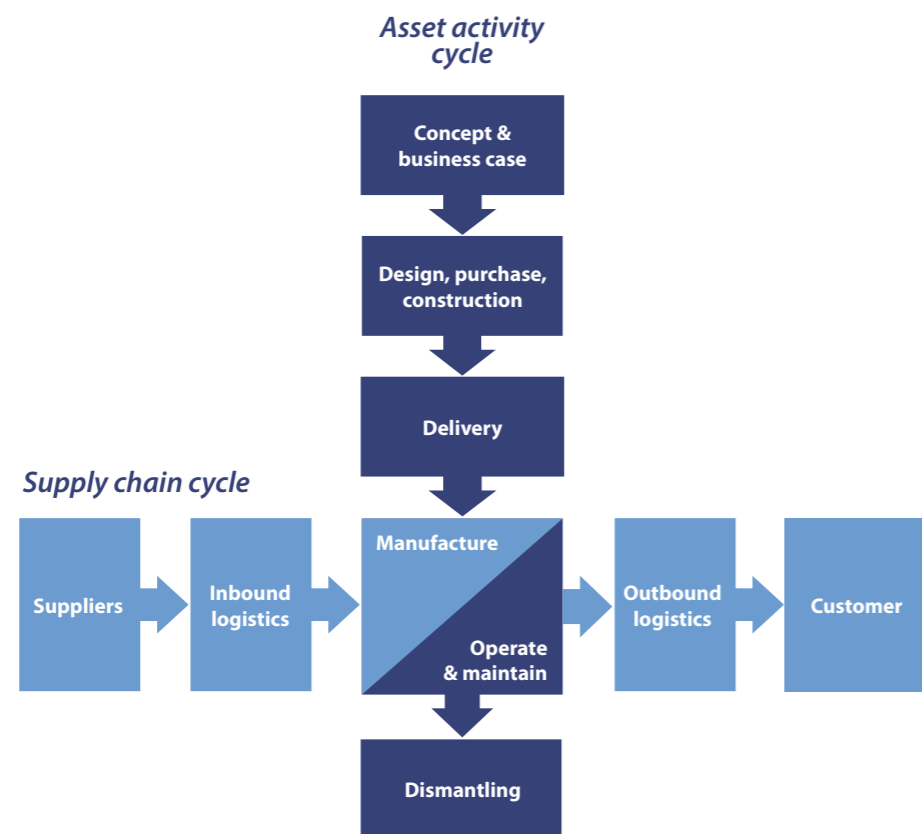 Asset activity
cycle
Concept &
business case
Design, purchase,
construction
Delivery
Supply chain cycle
Suppliers
Inbound
logistics
Manufacture
Operate
& maintain
Outbound
logistics
Customer
Dismantling